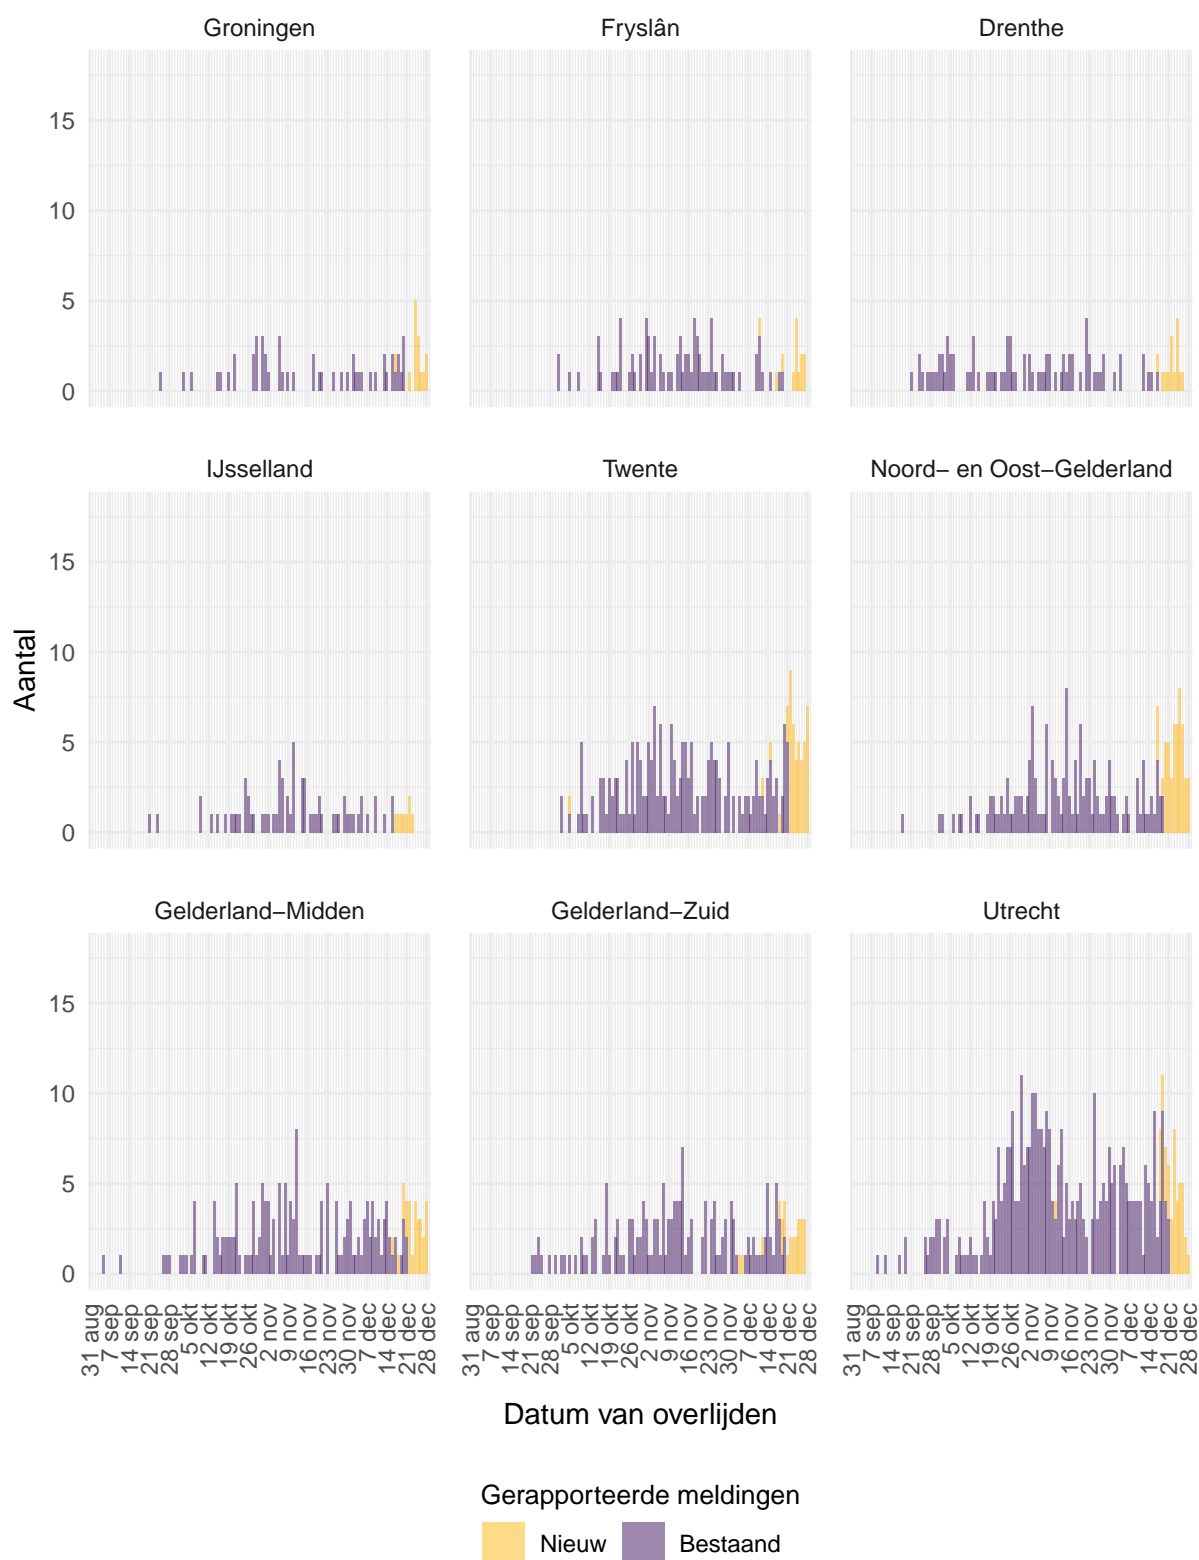 Groningen Fryslân Drenthe
15
10
5
0
IJsselland Twente Noord− en Oost−Gelderland
15
10
5
0
Aantal
Gelderland−Midden Gelderland−Zuid Utrecht
15
10
5
0
31 aug 7 sep 14 sep 21 sep 28 sep 5 okt 12 okt 19 okt 26 okt 2 nov 9 nov 16 nov 23 nov 30 nov 7 dec 14 dec 21 dec 28 dec
31 aug 7 sep 14 sep 21 sep 28 sep 5 okt 12 okt 19 okt 26 okt 2 nov 9 nov 16 nov 23 nov 30 nov 7 dec 14 dec 21 dec 28 dec
31 aug 7 sep 14 sep 21 sep 28 sep 5 okt 12 okt 19 okt 26 okt 2 nov 9 nov 16 nov 23 nov 30 nov 7 dec 14 dec 21 dec 28 dec
Datum van overlijden
Gerapporteerde meldingen
Nieuw Bestaand